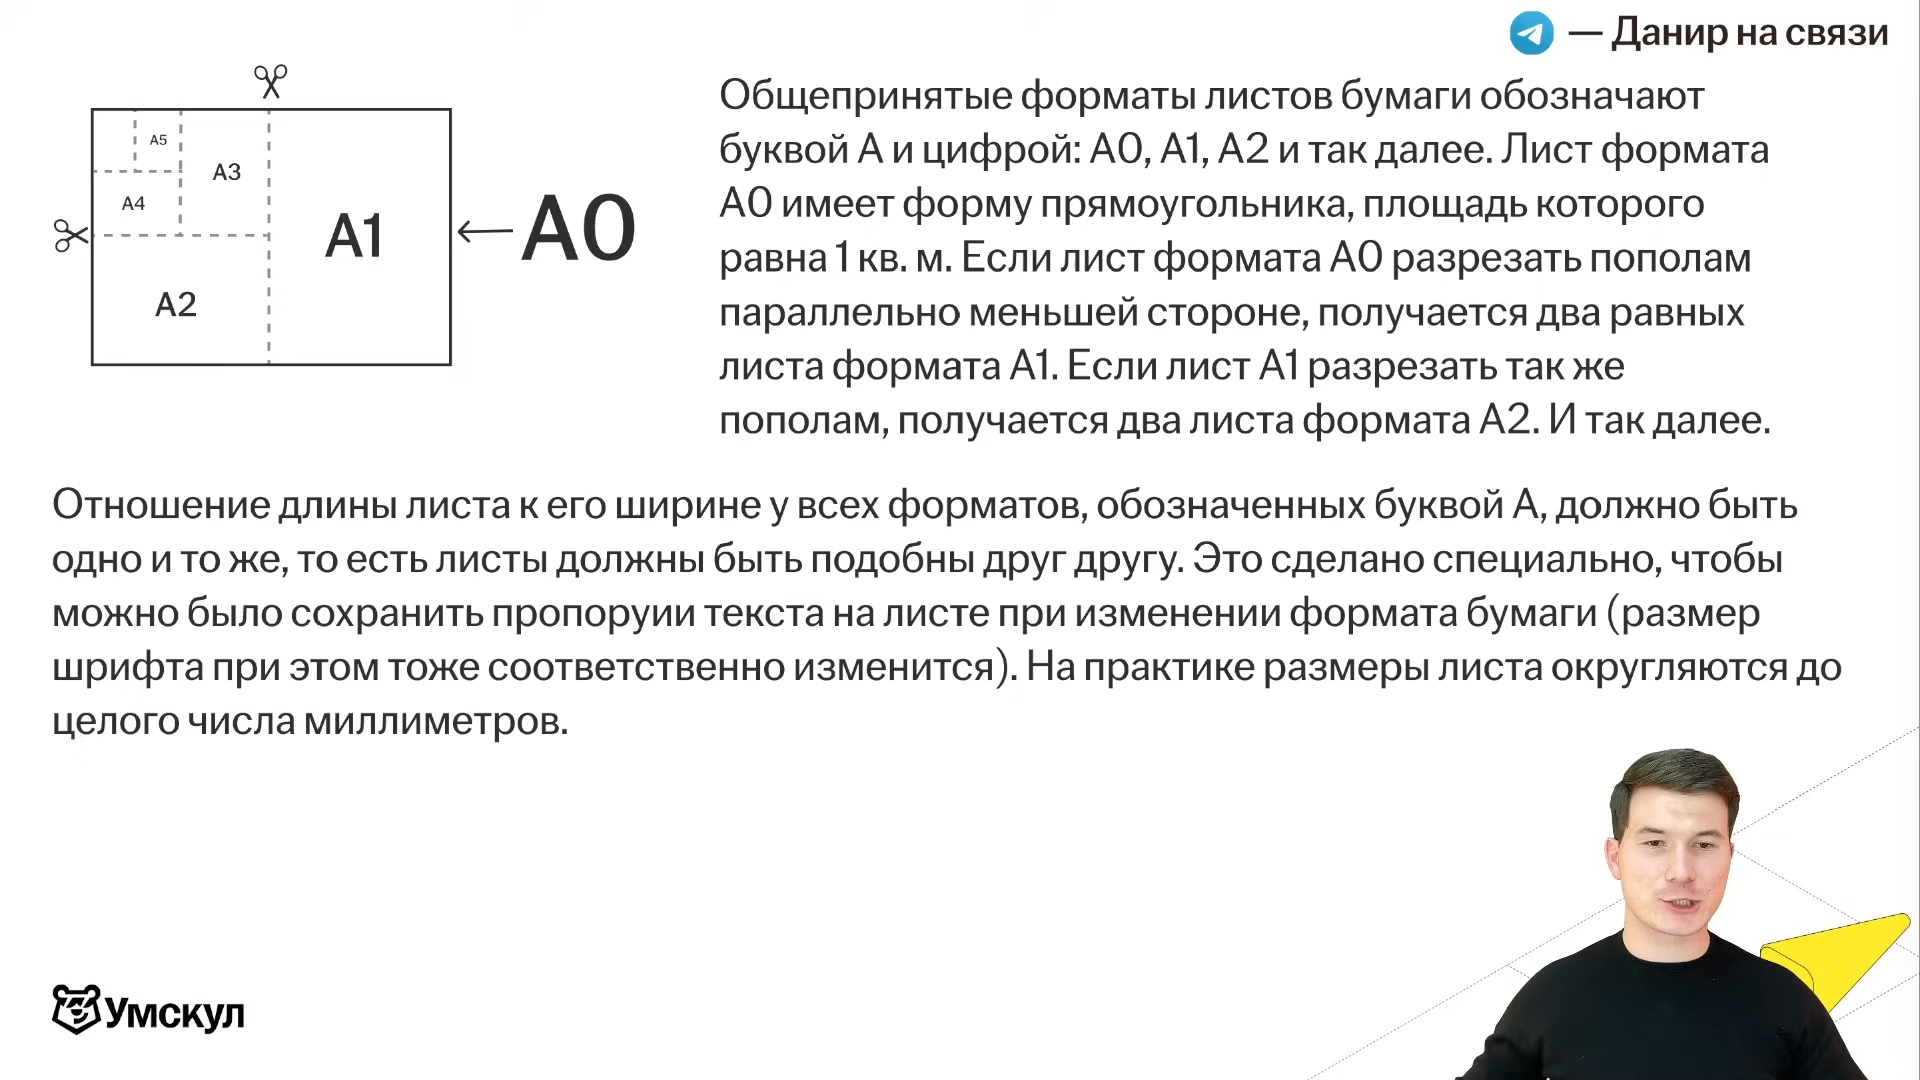 — Данир на связи
A5
A3
A4
A1
A2
A0
Общепринятые форматы листов бумаги обозначают
буквой А и цифрой: А0, А1, А2 и так далее. Лист формата
А0 имеет форму прямоугольника, площадь которого
равна 1 кв. м. Если лист формата А0 разрезать пополам
параллельно меньшей стороне, получается два равных
листа формата А1. Если лист А1 разрезать так же
пополам, получается два листа формата А2. И так далее.
Отношение длины листа к его ширине у всех форматов, обозначенных буквой А, должно быть
одно и то же, то есть листы должны быть подобны друг другу. Это сделано специально, чтобы
можно было сохранить пропоруии текста на листе при изменении формата бумаги (размер
шрифта при этом тоже соответственно изменится). На практике размеры листа округляются до
целого числа миллиметров.
Умскул